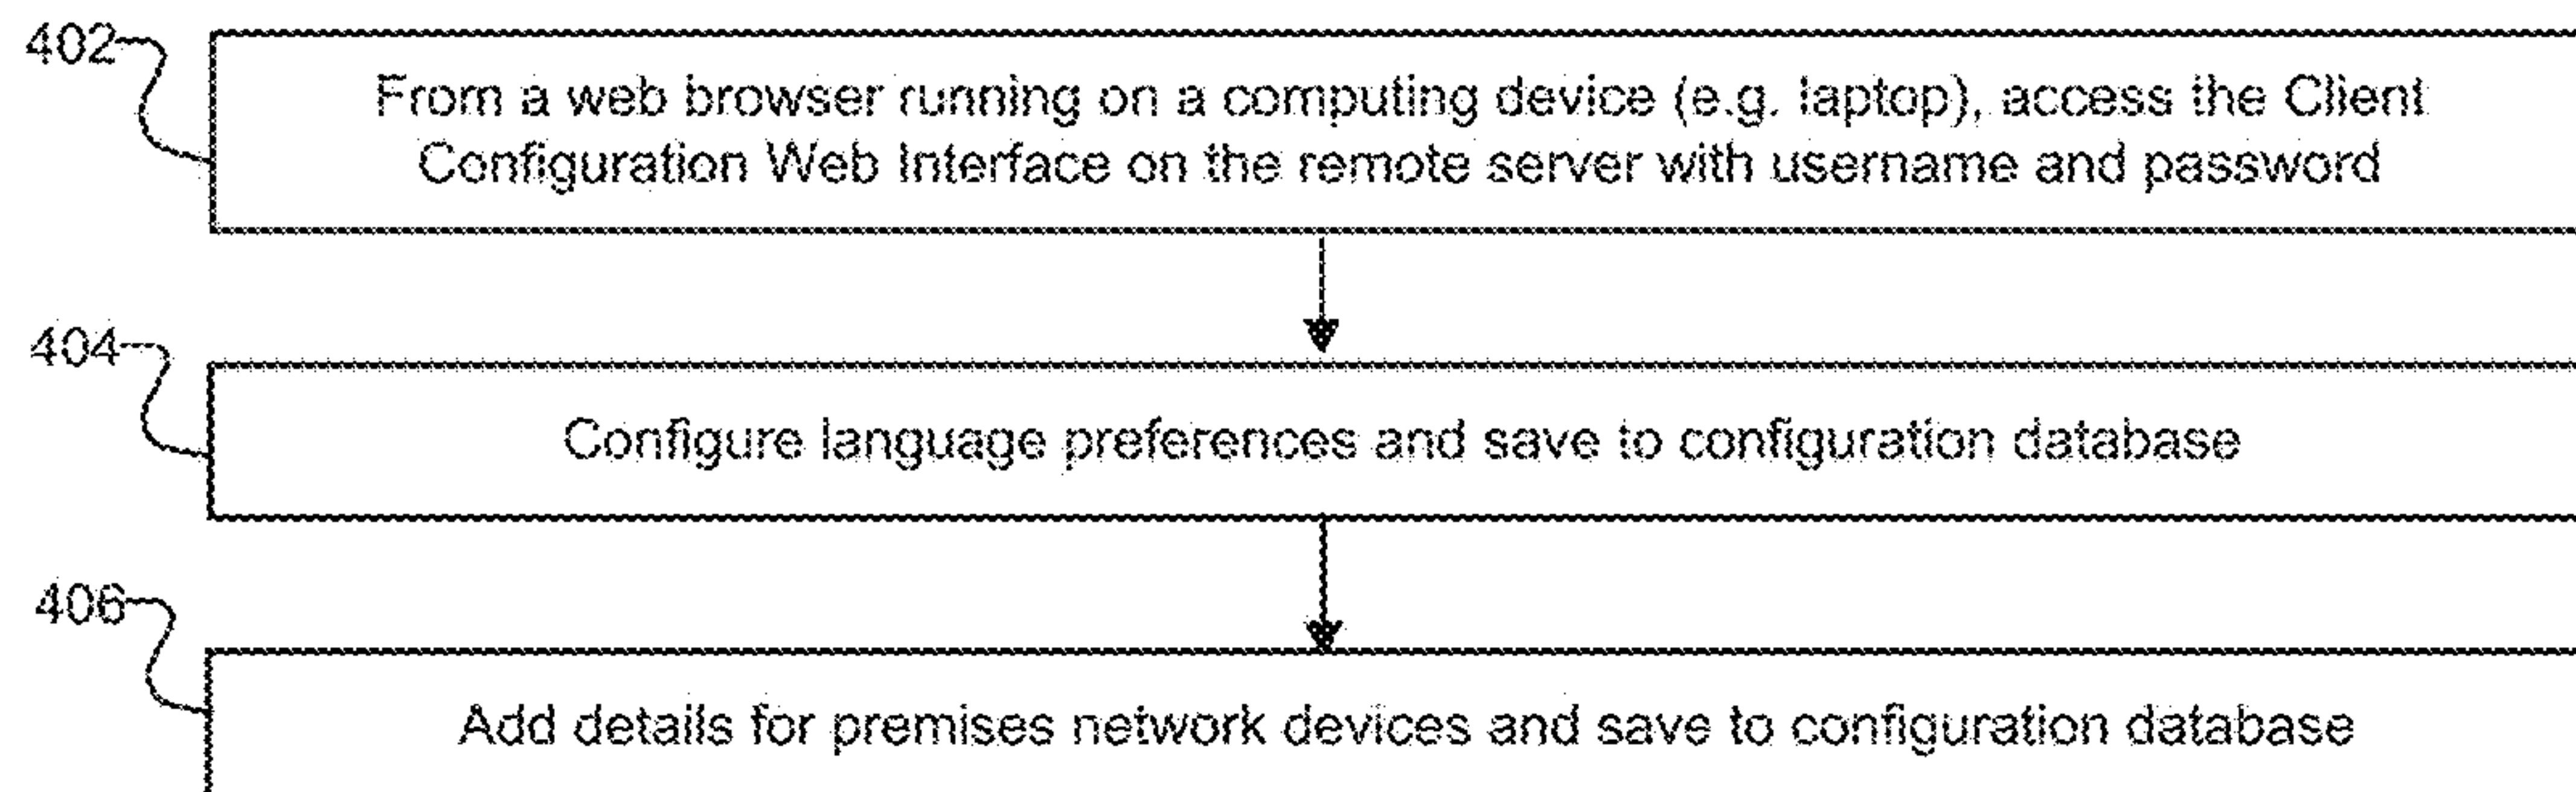 402
From a web browser running on a computing device (e.g. laptop), access the Client
Configuration Web Interface on the remote server with username and password
404
Configure language preferences and save to configuration database
406
Add details for premises network devices and save to configuration database